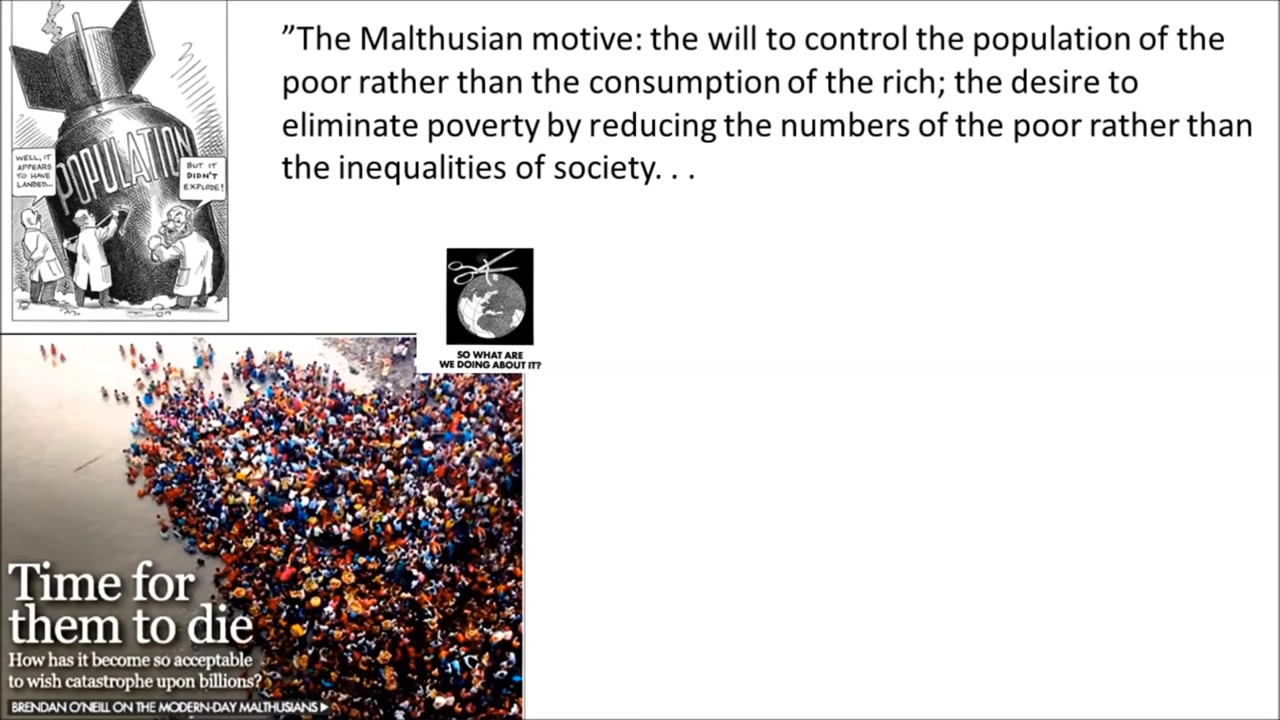 ”The Malthusian motive: the will to control the population of the
poor rather than the consumption of the rich; the desire to
eliminate poverty by reducing the numbers of the poor rather than
the inequalities of society. . .
WELL, IT
APPEARS
TO HAVE
LANDED...
POPULATION
BUT IT
DIDN'T
EXPLODE!
SO WHAT ARE
WE DOING ABOUT IT?
Time for
them to die
How has it become so acceptable
to wish catastrophe upon billions?
BRENDAN O'NEILL ON THE MODERN-DAY MALTHUSIANS